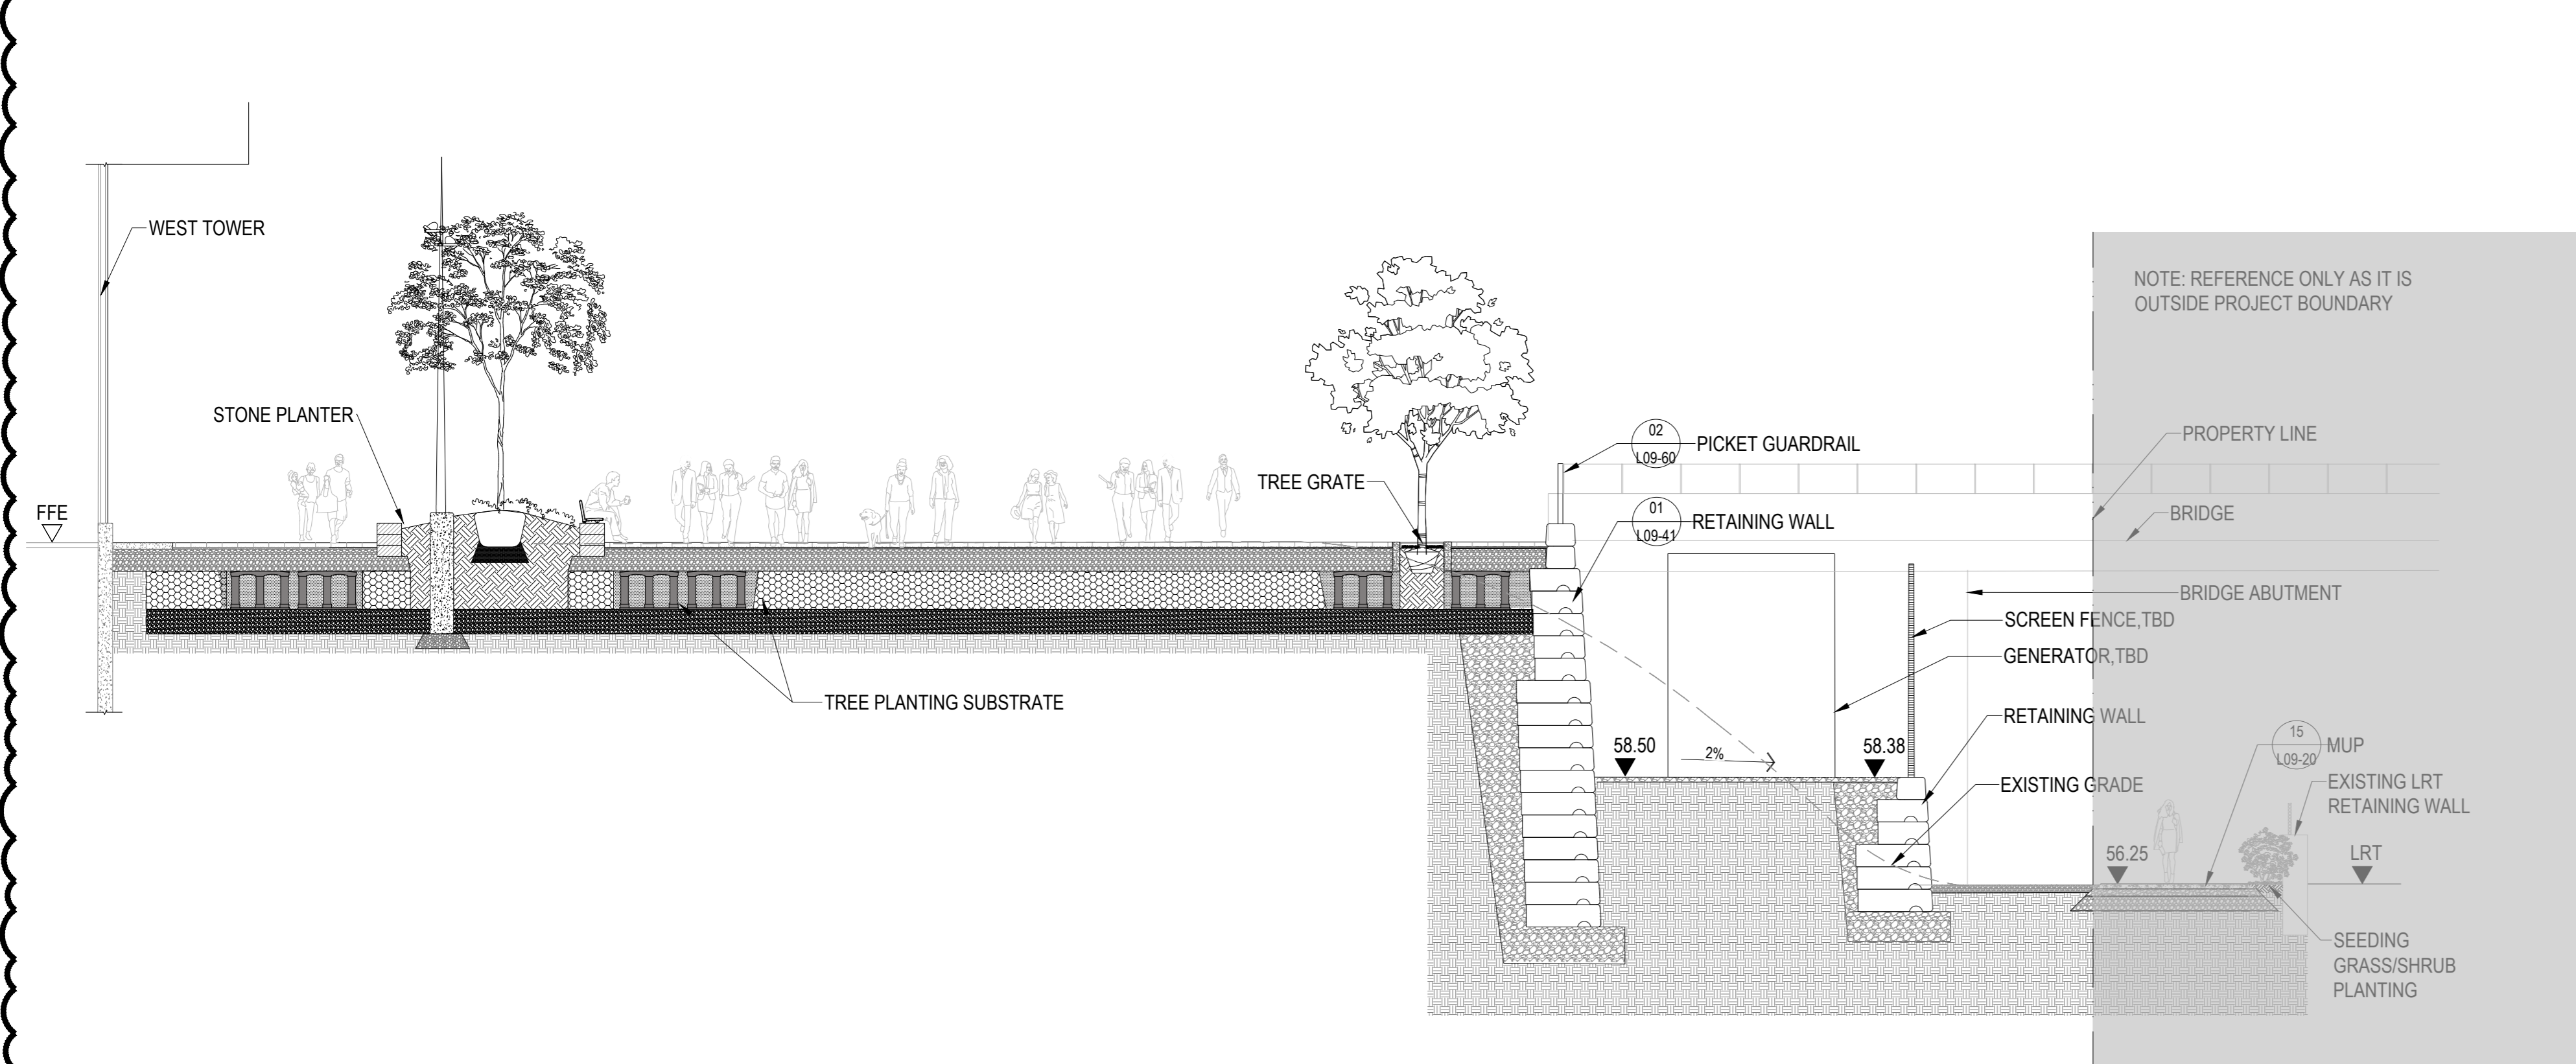 WEST TOWER
NOTE: REFERENCE ONLY AS IT IS
OUTSIDE PROJECT BOUNDARY
STONE PLANTER
02
L09-60
PICKET GUARDRAIL
PROPERTY LINE
TREE GRATE
FFE
01
L09-41
RETAINING WALL
BRIDGE
BRIDGE ABUTMENT
SCREEN FENCE,TBD
GENERATOR,TBD
TREE PLANTING SUBSTRATE
RETAINING WALL
58.50
2%
58.38
15
L09-20
MUP
EXISTING GRADE
EXISTING LRT
RETAINING WALL
56.25
LRT
SEEDING
GRASS/SHRUB
PLANTING